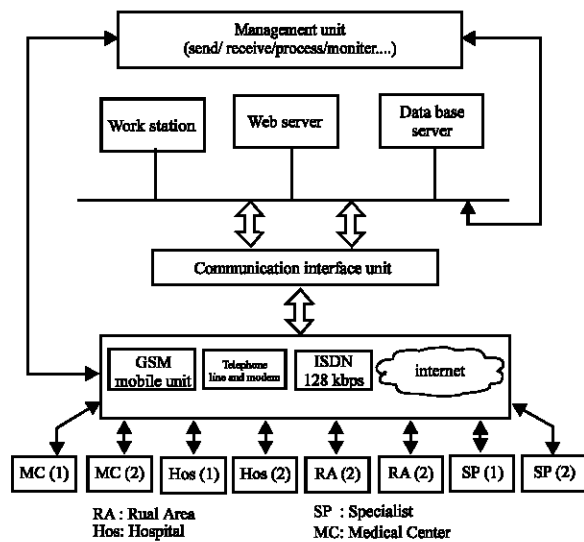 Management unit
(send/ receive/process/moniter....)
Work station
Web server
Data base
server
Communication interface unit
GSM
mobile unit
Telephone
line and modem
ISDN
128 kbps
internet
MC (1)
MC (2)
Hos (1)
Hos (2)
RA (2)
RA (2)
SP (1)
SP (2)
RA : Rual Area
Hos: Hospital
SP : Specialist
MC: Medical Center